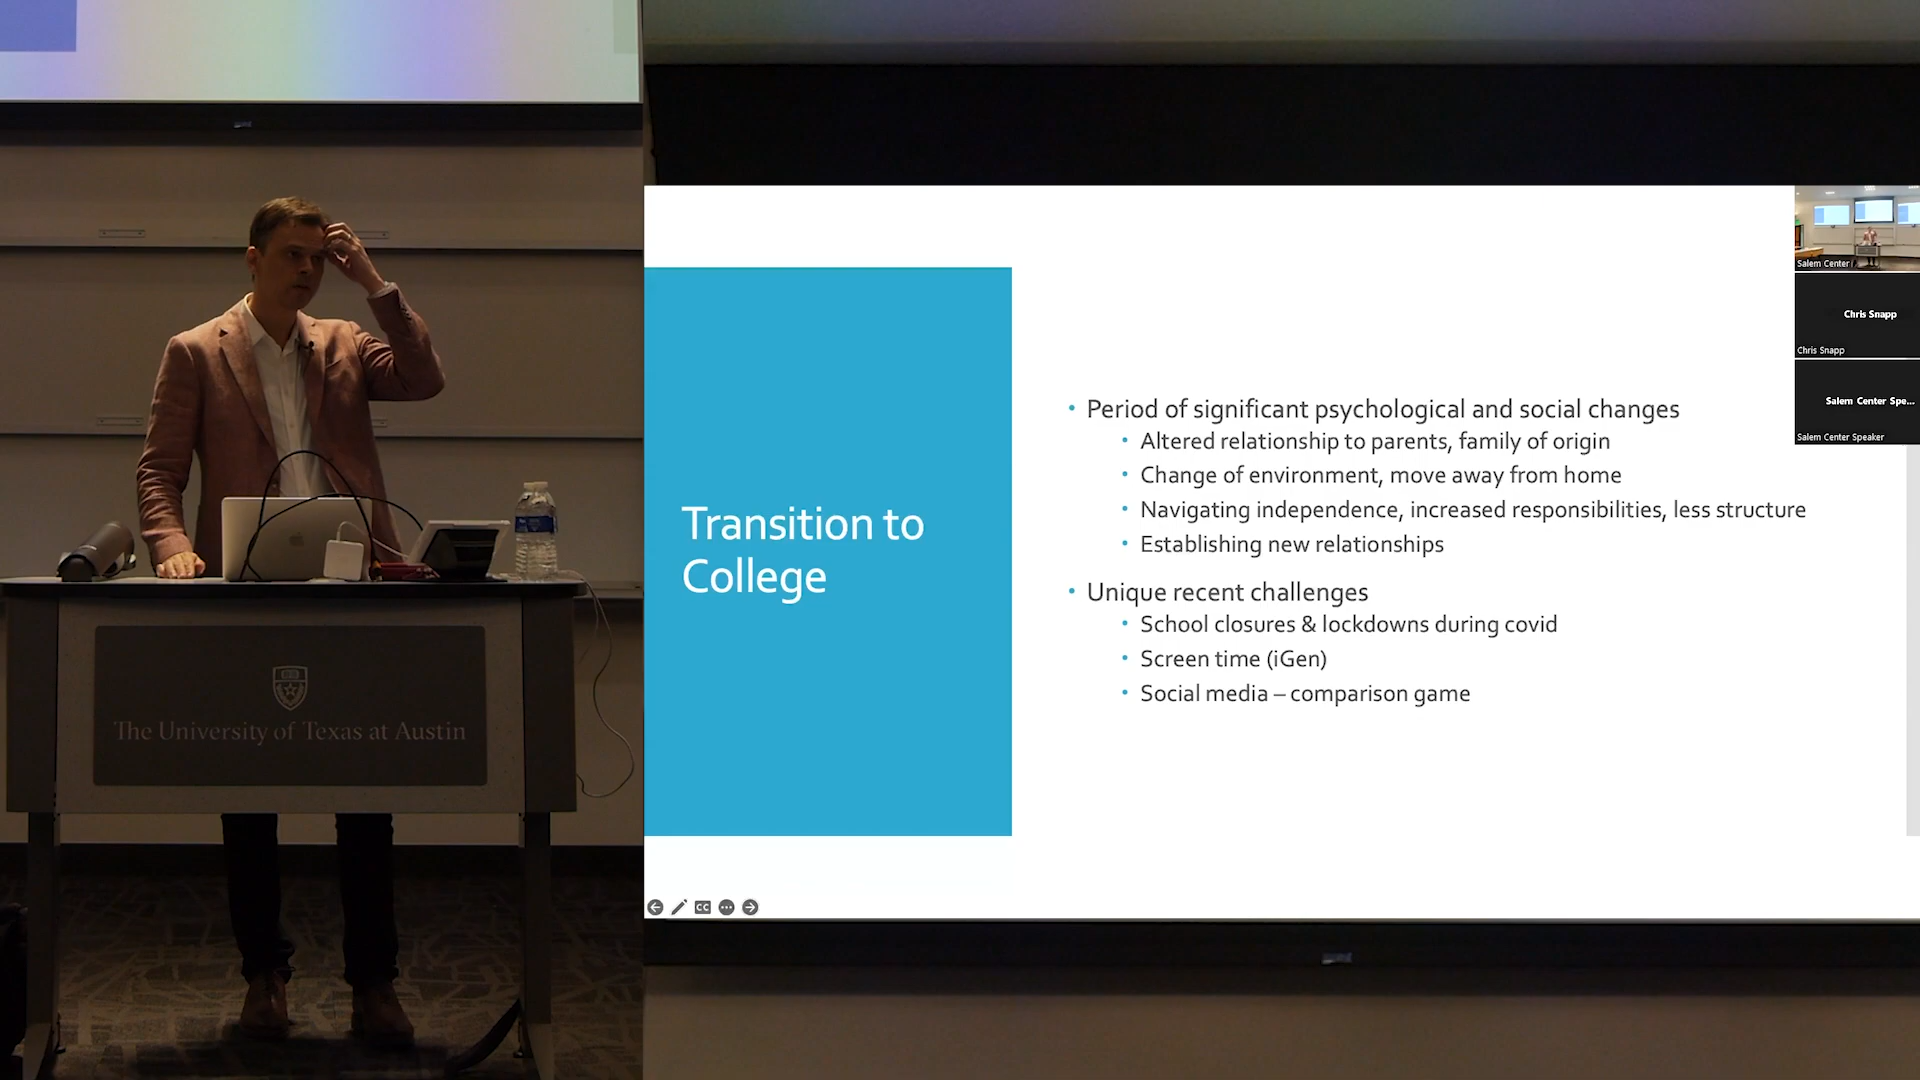 The University of Texas at Austin
Transition to
College
• Period of significant psychological and social changes
• Altered relationship to parents, family of origin
• Change of environment, move away from home
• Navigating independence, increased responsibilities, less structure
• Establishing new relationships
• Unique recent challenges
• School closures & lockdowns during covid
• Screen time (iGen)
• Social media – comparison game
Salem Center
Chris Snapp
Chris Snapp
Salem Center Spe...
Salem Center Speaker
CC